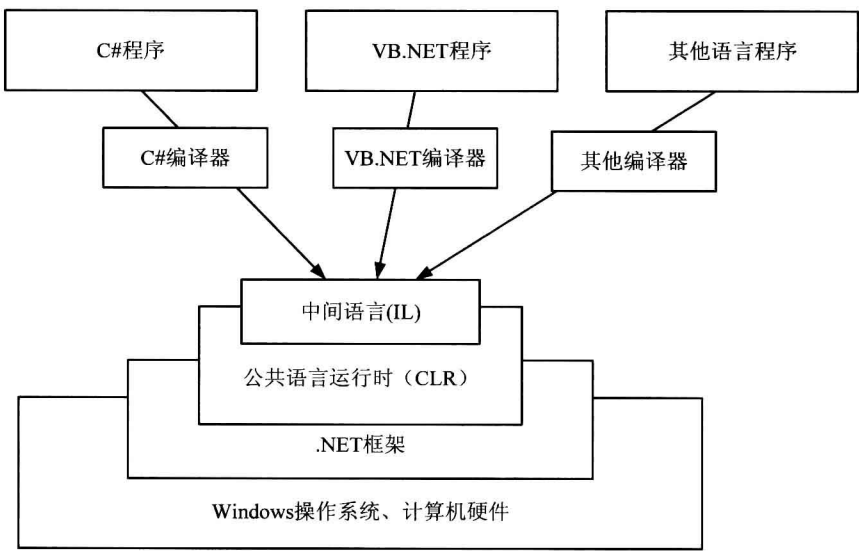 C#程序
VB.NET程序
其他语言程序
C#编译器
VB.NET编译器
其他编译器
中间语言(IL)
公共语言运行时（CLR）
.NET框架
Windows操作系统、计算机硬件